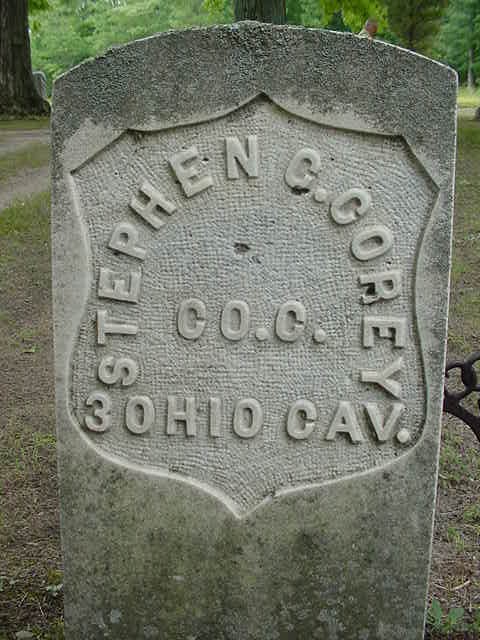 STEPHEN C. COREY
CO. C.
3 OHIO CAV.